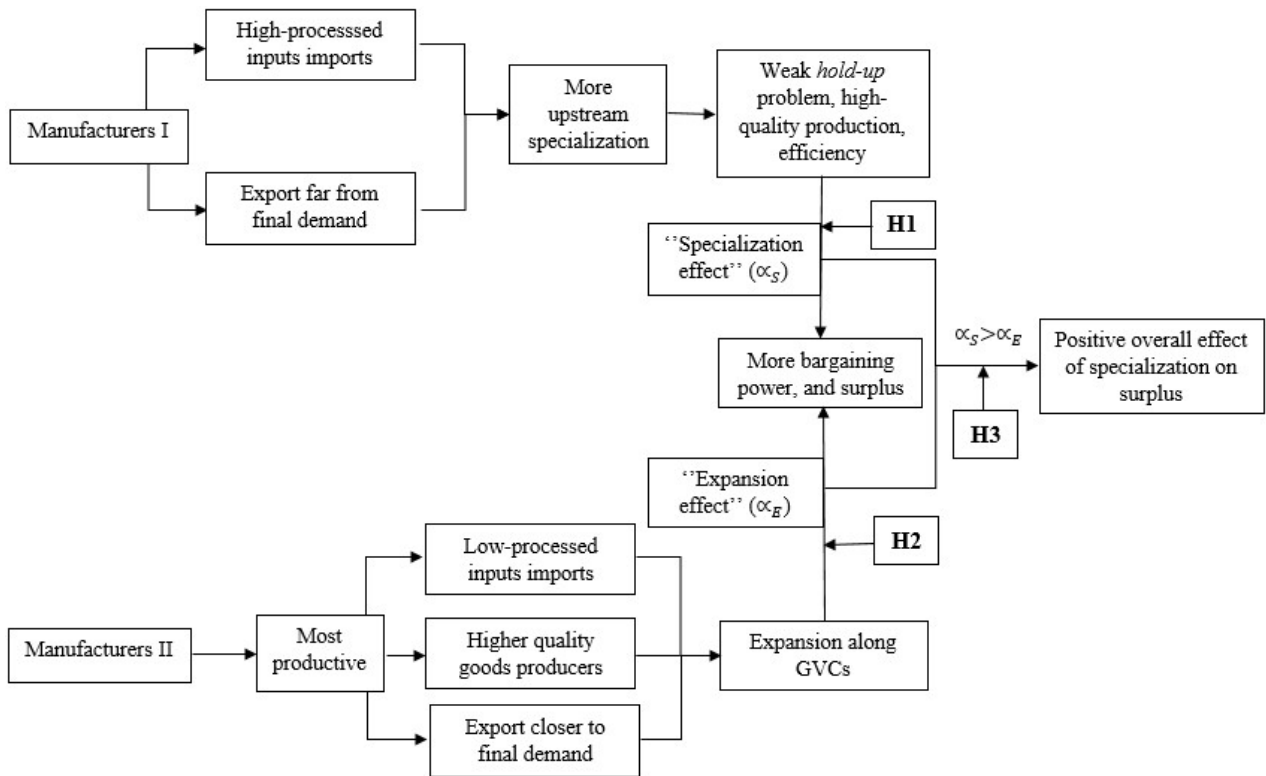 High-processsed
inputs imports
Manufacturers I
Export far from
final demand
More
upstream
specialization
Weak hold-up
problem, high-
quality production,
efficiency
H1
‘’Specialization
effect’’ (∝S)
More bargaining
power, and surplus
∝S>∝E
Positive overall effect
of specialization on
surplus
H3
‘’Expansion
effect’’ (∝E)
H2
Manufacturers II
Most
productive
Low-processed
inputs imports
Higher quality
goods producers
Export closer to
final demand
Expansion along
GVCs